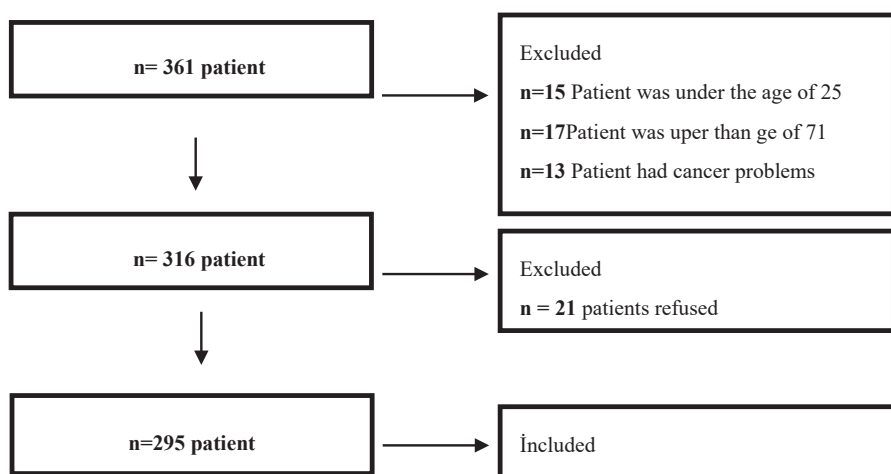 n= 361 patient
Excluded
n=15 Patient was under the age of 25
n=17Patient was uper than ge of 71
n=13 Patient had cancer problems
n= 316 patient
Excluded
n = 21 patients refused
n=295 patient
İncluded